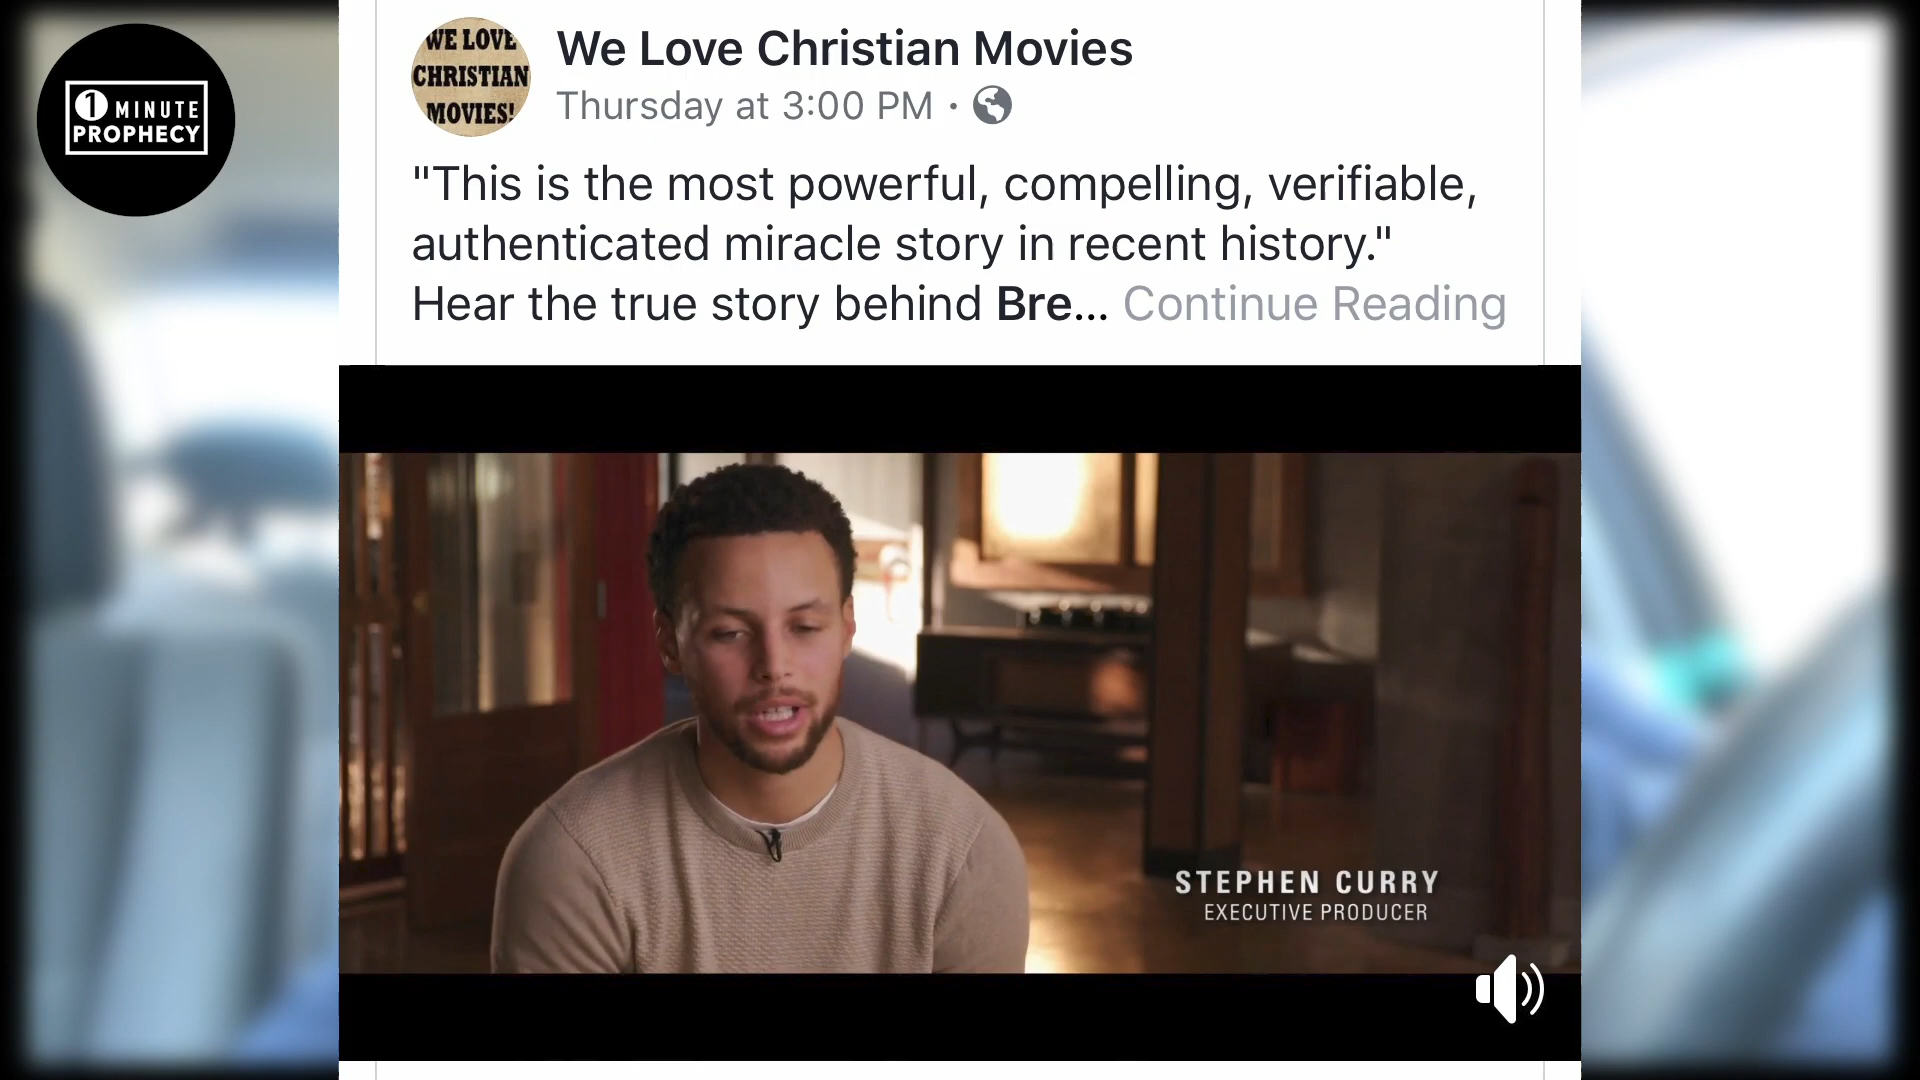 1 MINUTE
PROPHECY
WE LOVE
CHRISTIAN
MOVIES!
We Love Christian Movies
Thursday at 3:00 PM ·
"This is the most powerful, compelling, verifiable,
authenticated miracle story in recent history."
Hear the true story behind Bre... Continue Reading
STEPHEN CURRY
EXECUTIVE PRODUCER